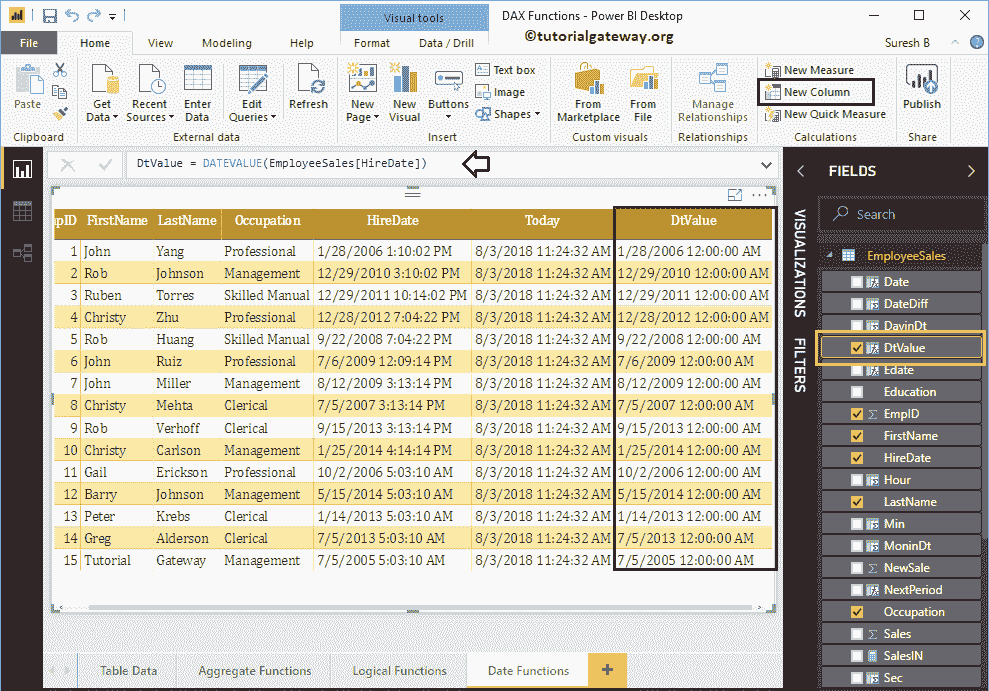 Visual tools
DAX Functions - Power BI Desktop
©tutorialgateway.org
File
Home
View
Modeling
Help
Format
Data / Drill
Suresh B
Paste
Get Data
Recent Sources
Enter Data
Edit Queries
Refresh
New Page
New Visual
Buttons
Text box
Image
Shapes
From Marketplace
From File
Manage Relationships
New Measure
New Column
New Quick Measure
Publish
Clipboard
External data
Insert
Custom visuals
Relationships
Calculations
Share
DtValue = DATEVALUE(EmployeeSales[HireDate])
pID FirstName LastName Occupation HireDate Today DtValue
1 John Yang Professional 1/28/2006 1:10:02 PM 8/3/2018 11:24:32 AM 1/28/2006 12:00:00 AM
2 Rob Johnson Management 12/29/2010 3:10:02 PM 8/3/2018 11:24:32 AM 12/29/2010 12:00:00 AM
3 Ruben Torres Skilled Manual 12/29/2011 10:14:02 PM 8/3/2018 11:24:32 AM 12/29/2011 12:00:00 AM
4 Christy Zhu Professional 12/28/2012 7:04:22 PM 8/3/2018 11:24:32 AM 12/28/2012 12:00:00 AM
5 Rob Huang Skilled Manual 9/22/2008 7:04:22 PM 8/3/2018 11:24:32 AM 9/22/2008 12:00:00 AM
6 John Ruiz Professional 7/6/2009 12:09:14 PM 8/3/2018 11:24:32 AM 7/6/2009 12:00:00 AM
7 John Miller Management 8/12/2009 3:13:14 PM 8/3/2018 11:24:32 AM 8/12/2009 12:00:00 AM
8 Christy Mehta Clerical 7/5/2007 3:13:14 PM 8/3/2018 11:24:32 AM 7/5/2007 12:00:00 AM
9 Rob Verhoff Clerical 9/15/2013 3:13:14 PM 8/3/2018 11:24:32 AM 9/15/2013 12:00:00 AM
10 Christy Carlson Management 1/25/2014 4:14:14 PM 8/3/2018 11:24:32 AM 1/25/2014 12:00:00 AM
11 Gail Erickson Professional 10/2/2006 5:03:10 AM 8/3/2018 11:24:32 AM 10/2/2006 12:00:00 AM
12 Barry Johnson Management 5/15/2014 5:03:10 AM 8/3/2018 11:24:32 AM 5/15/2014 12:00:00 AM
13 Peter Krebs Clerical 1/14/2013 5:03:10 AM 8/3/2018 11:24:32 AM 1/14/2013 12:00:00 AM
14 Greg Alderson Clerical 7/5/2013 5:03:10 AM 8/3/2018 11:24:32 AM 7/5/2013 12:00:00 AM
15 Tutorial Gateway Management 7/5/2005 5:03:10 AM 8/3/2018 11:24:32 AM 7/5/2005 12:00:00 AM
VISUALIZATIONS
FILTERS
FIELDS
Search
EmployeeSales
Date
DateDiff
DavinDt
DtValue
Edate
Education
EmpID
FirstName
HireDate
Hour
LastName
Min
MoninDt
NewSale
NextPeriod
Occupation
Sales
SalesIN
Sec
Table Data
Aggregate Functions
Logical Functions
Date Functions